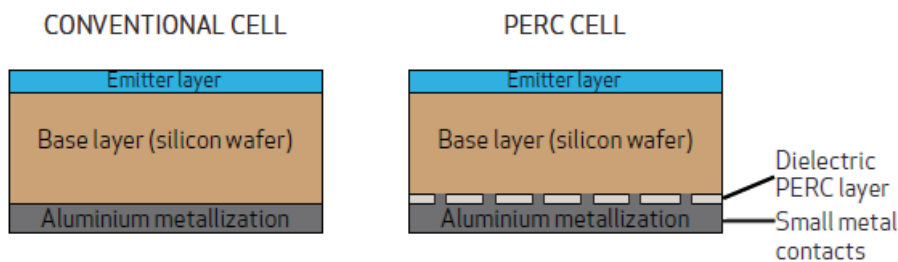 CONVENTIONAL CELL
Emitter layer
Base layer (silicon wafer)
Aluminium metallization
PERC CELL
Emitter layer
Base layer (silicon wafer)
Aluminium metallization
Dielectric
PERC layer
Small metal
contacts